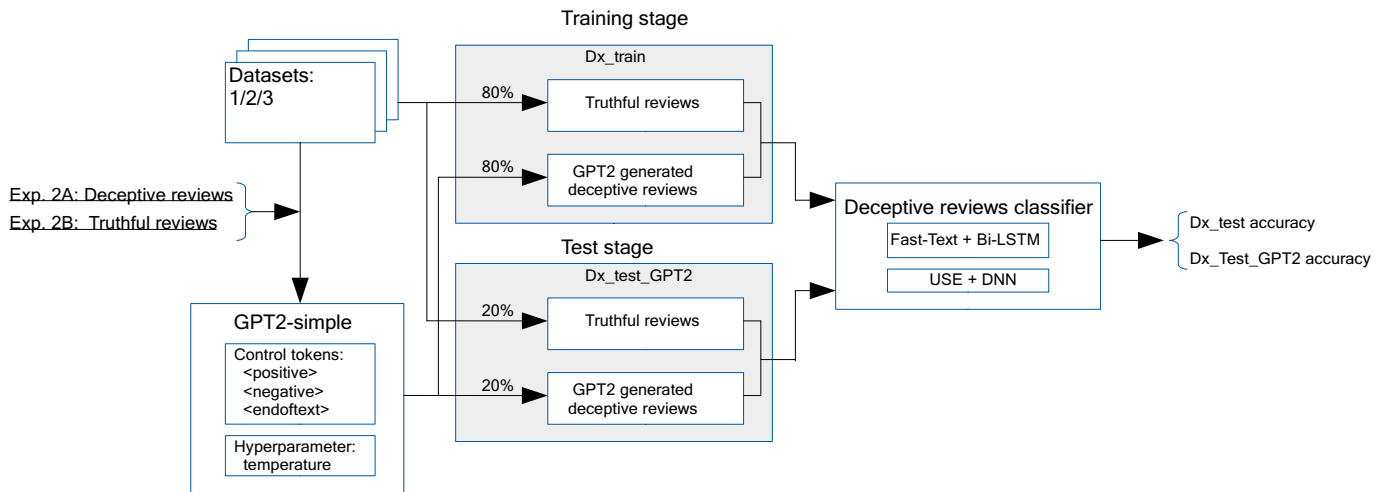 Training stage
Datasets:
1/2/3
Dx_train
80%
Truthful reviews
80%
GPT2 generated
deceptive reviews
Exp. 2A: Deceptive reviews
Exp. 2B:  Truthful reviews
Deceptive reviews classifier
Fast-Text + Bi-LSTM
USE + DNN
Dx_test accuracy
Dx_Test_GPT2 accuracy
Test stage
Dx_test_GPT2
20%
Truthful reviews
20%
GPT2 generated
deceptive reviews
GPT2-simple
Control tokens:
<positive>
<negative>
<endoftext>
Hyperparameter:
temperature